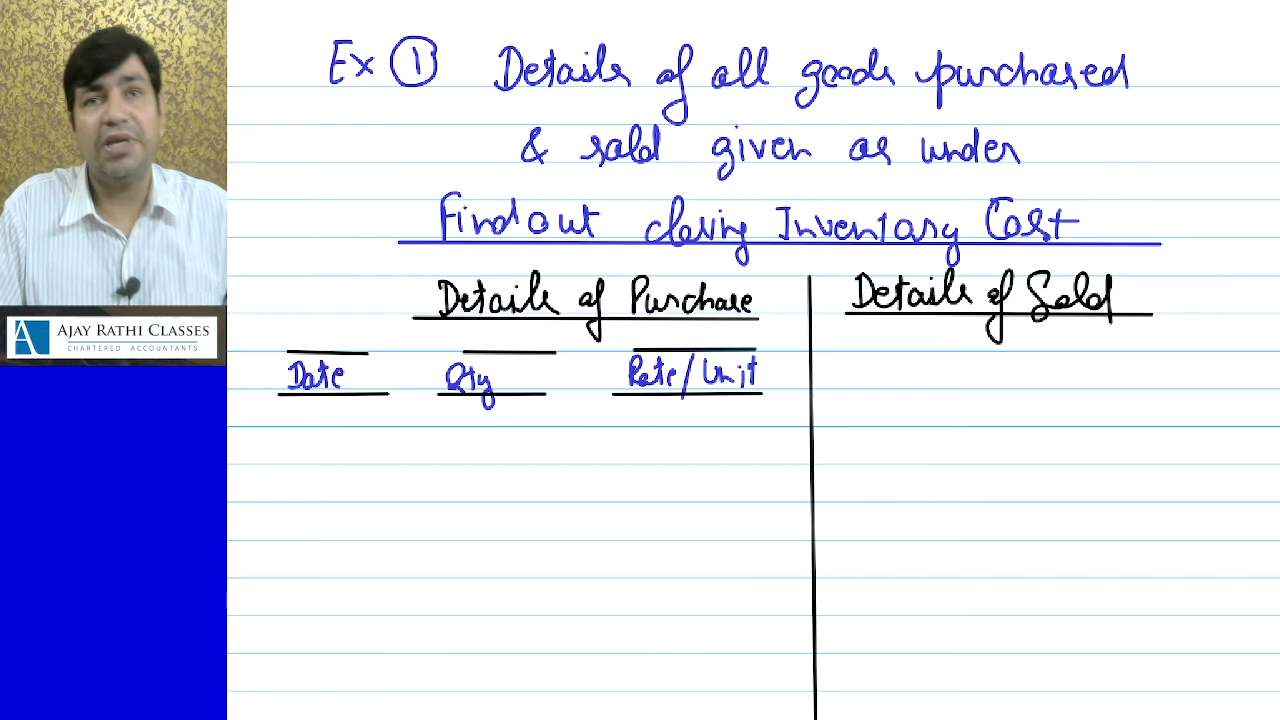 Ex ① Details of all goods purchased
& sold given as under
Find out closing Inventary Cost
Details of Purchase
Details of Sold
Date Qty Rate/Unit
A
AJAY RATHI CLASSES
CHARTERED ACCOUNTANTS